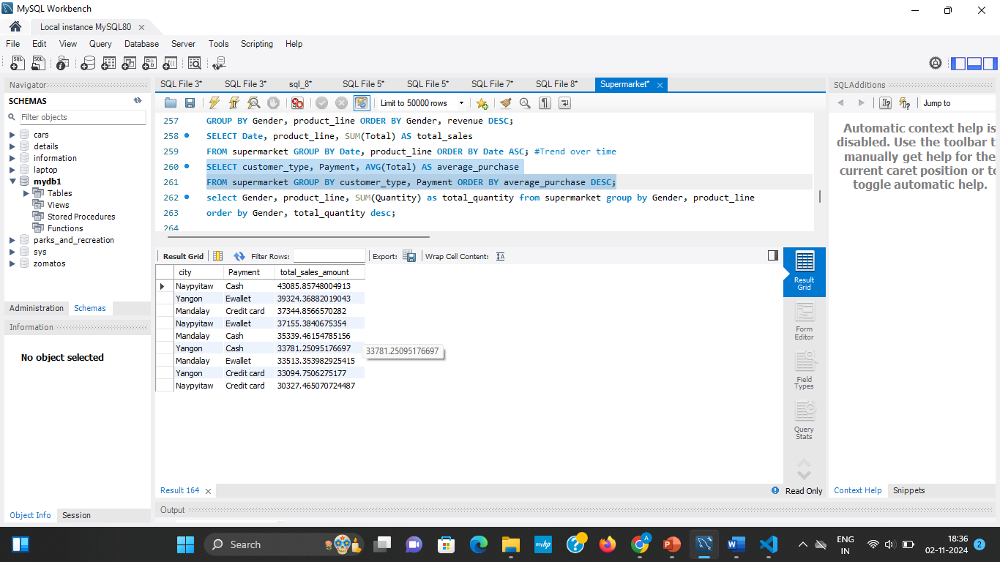 MySQL Workbench
Local instance MySQL80
File Edit View Query Database Server Tools Scripting Help
Navigator
SCHEMAS
Filter objects
cars
details
information
laptop
mydb1
Tables
Views
Stored Procedures
Functions
parks_and_recreation
sys
zomatos
Administration Schemas
Information
No object selected
Object Info Session
SQL File 3* SQL File 3* sql_8* SQL File 5* SQL File 5* SQL File 7* SQL File 8* Supermarket*
Limit to 50000 rows
257 GROUP BY Gender, product_line ORDER BY Gender, revenue DESC;
258 SELECT Date, product_line, SUM(Total) AS total_sales
259 FROM supermarket GROUP BY Date, product_line ORDER BY Date ASC; #Trend over time
260 SELECT customer_type, Payment, AVG(Total) AS average_purchase
261 FROM supermarket GROUP BY customer_type, Payment ORDER BY average_purchase DESC;
262 select Gender, product_line, SUM(Quantity) as total_quantity from supermarket group by Gender, product_line
263 order by Gender, total_quantity desc;
264
Result Grid Filter Rows: Export: Wrap Cell Content:
city Payment total_sales_amount
Naypyitaw Cash 43085.85748004913
Yangon Ewallet 39324.36882019043
Mandalay Credit card 37344.8566570282
Naypyitaw Ewallet 37155.3840675354
Mandalay Cash 35339.46154785156
Yangon Cash 33781.25095176697
33781.25095176697
Mandalay Ewallet 33513.353982925415
Yangon Credit card 33094.7506275177
Naypyitaw Credit card 30327.465070724487
Result Grid
Form Editor
Field Types
Query Stats
Result 164
Read Only
Output
SQLAdditions
Jump to
Automatic context help is
disabled. Use the toolbar t
manually get help for the
current caret position or to
toggle automatic help.
Context Help Snippets
Search
ENG
IN
18:36
02-11-2024
2